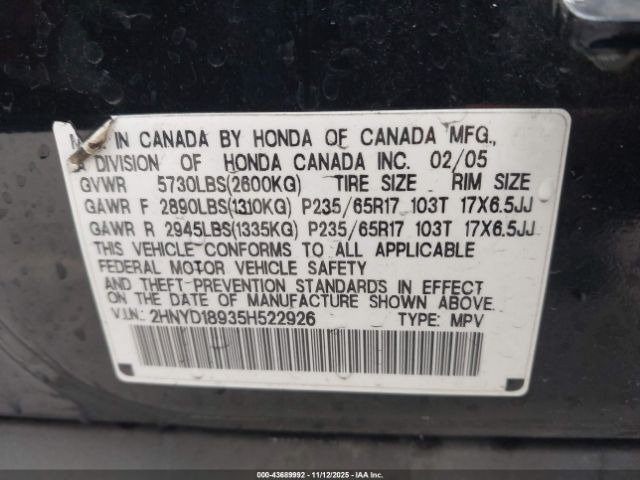 IN CANADA BY HONDA OF CANADA MFG.,
A DIVISION OF HONDA CANADA INC. 02/05
GVWR 5730LBS(2600KG) TIRE SIZE RIM SIZE
GAWR F 2890LBS(1310KG) P235/65R17 103T 17X6.5JJ
GAWR R 2945LBS(1335KG) P235/65R17 103T 17X6.5JJ
THIS VEHICLE CONFORMS TO ALL APPLICABLE
FEDERAL MOTOR VEHICLE SAFETY
AND THEFT-PREVENTION STANDARDS IN EFFECT
ON THE DATE OF MANUFACTURE SHOWN ABOVE.
V.I.N.: 2HNYD18935H522926 TYPE: MPV
000-43689992 - 11/12/2025 - IAA Inc.